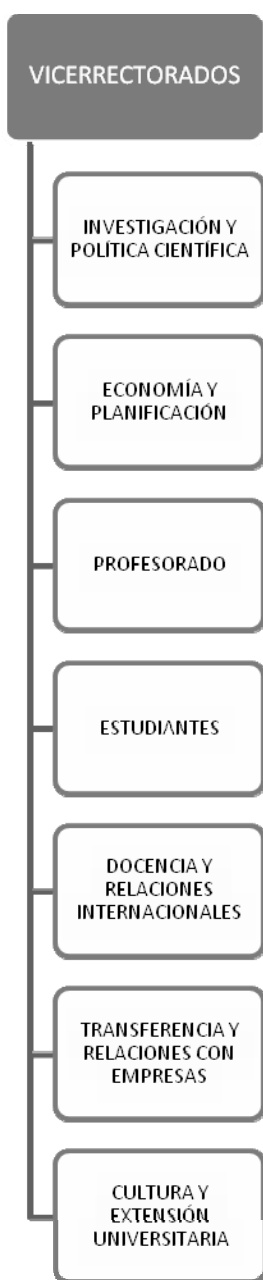 VICERRECTORADOS
INVESTIGACIÓN Y
POLÍTICA CIENTÍFICA
ECONOMÍA Y
PLANIFICACIÓN
PROFESORADO
ESTUDIANTES
DOCENCIA Y
RELACIONES
INTERNACIONALES
TRANSFERENCIA Y
RELACIONES CON
EMPRESAS
CULTURA Y
EXTENSIÓN
UNIVERSITARIA